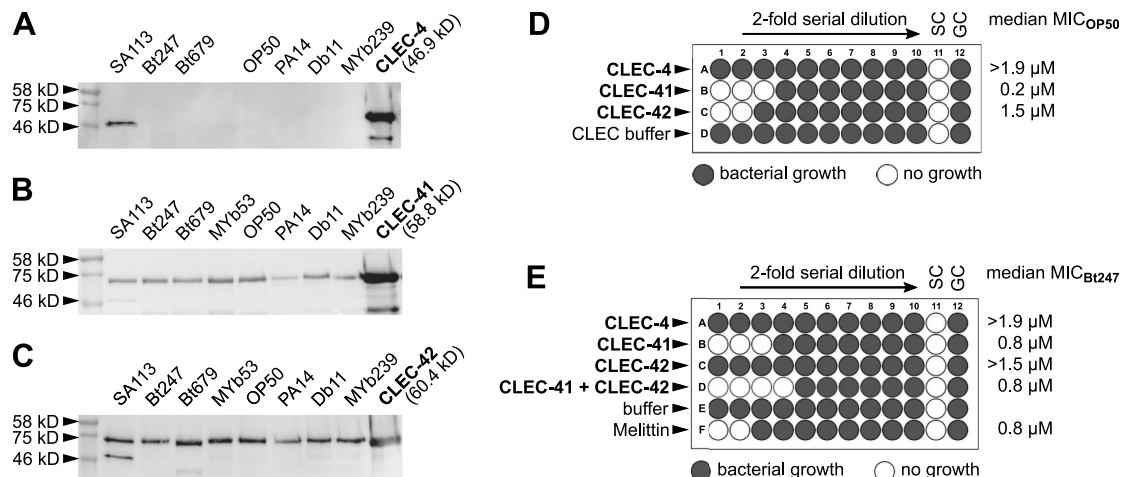 A
SA113 Bt247 Bt679 OP50 PA14 Db11 MYb239 CLEC-4 (46.9 kD)
58 kD
75 kD
46 kD
B
SA113 Bt247 Bt679 MYb53 OP50 PA14 Db11 MYb239 CLEC-41 (58.8 kD)
58 kD
75 kD
46 kD
C
SA113 Bt247 Bt679 MYb53 OP50 PA14 Db11 MYb239 CLEC-42 (60.4 kD)
58 kD
75 kD
46 kD
D
2-fold serial dilution SC GC median MIC OP50
1 2 3 4 5 6 7 8 9 10 11 12
CLEC-4 A >1.9 µM
CLEC-41 B 0.2 µM
CLEC-42 C 1.5 µM
CLEC buffer D
bacterial growth no growth
E
2-fold serial dilution SC GC median MIC Bt247
1 2 3 4 5 6 7 8 9 10 11 12
CLEC-4 A >1.9 µM
CLEC-41 B 0.8 µM
CLEC-42 C >1.5 µM
CLEC-41 + CLEC-42 D 0.8 µM
buffer E
Melittin F 0.8 µM
bacterial growth no growth